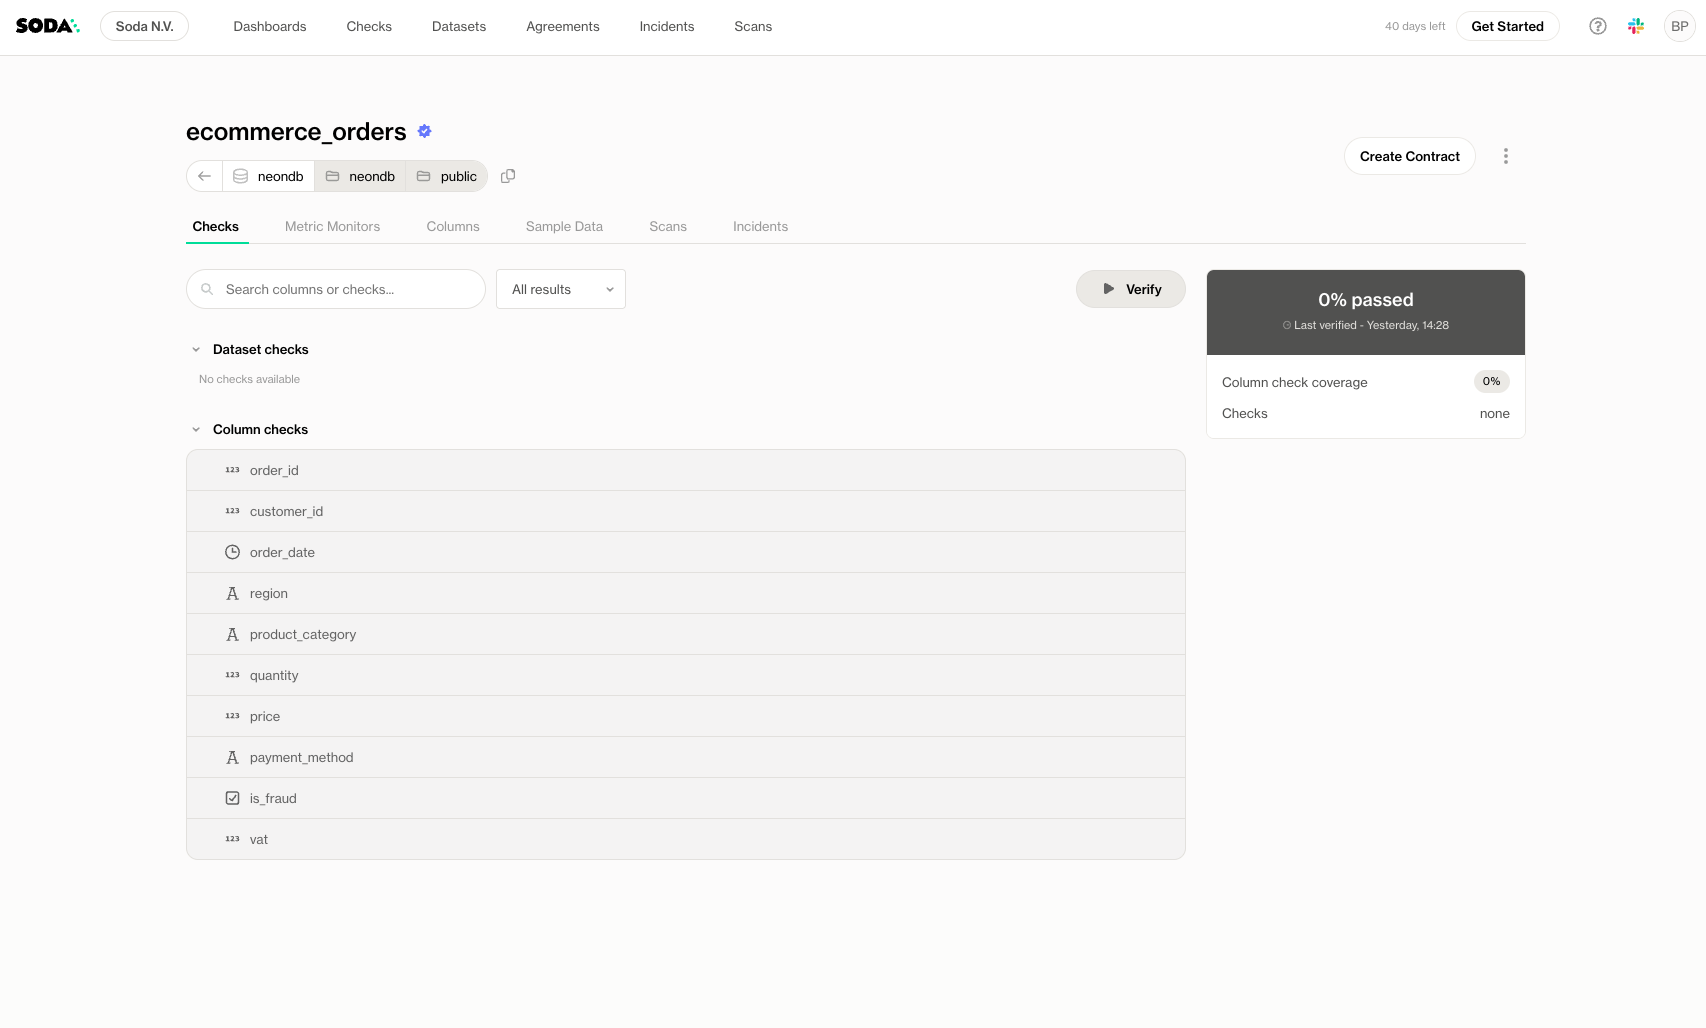 SODA
Soda N.V.
Dashboards
Checks
Datasets
Agreements
Incidents
Scans
40 days left
Get Started
BP
ecommerce_orders
Create Contract
neondb
neondb
public
Checks
Metric Monitors
Columns
Sample Data
Scans
Incidents
Search columns or checks...
All results
Verify
0% passed
Last verified - Yesterday, 14:28
Column check coverage
0%
Checks
none
Dataset checks
No checks available
Column checks
123 order_id
123 customer_id
order_date
A region
A product_category
123 quantity
123 price
A payment_method
is_fraud
123 vat